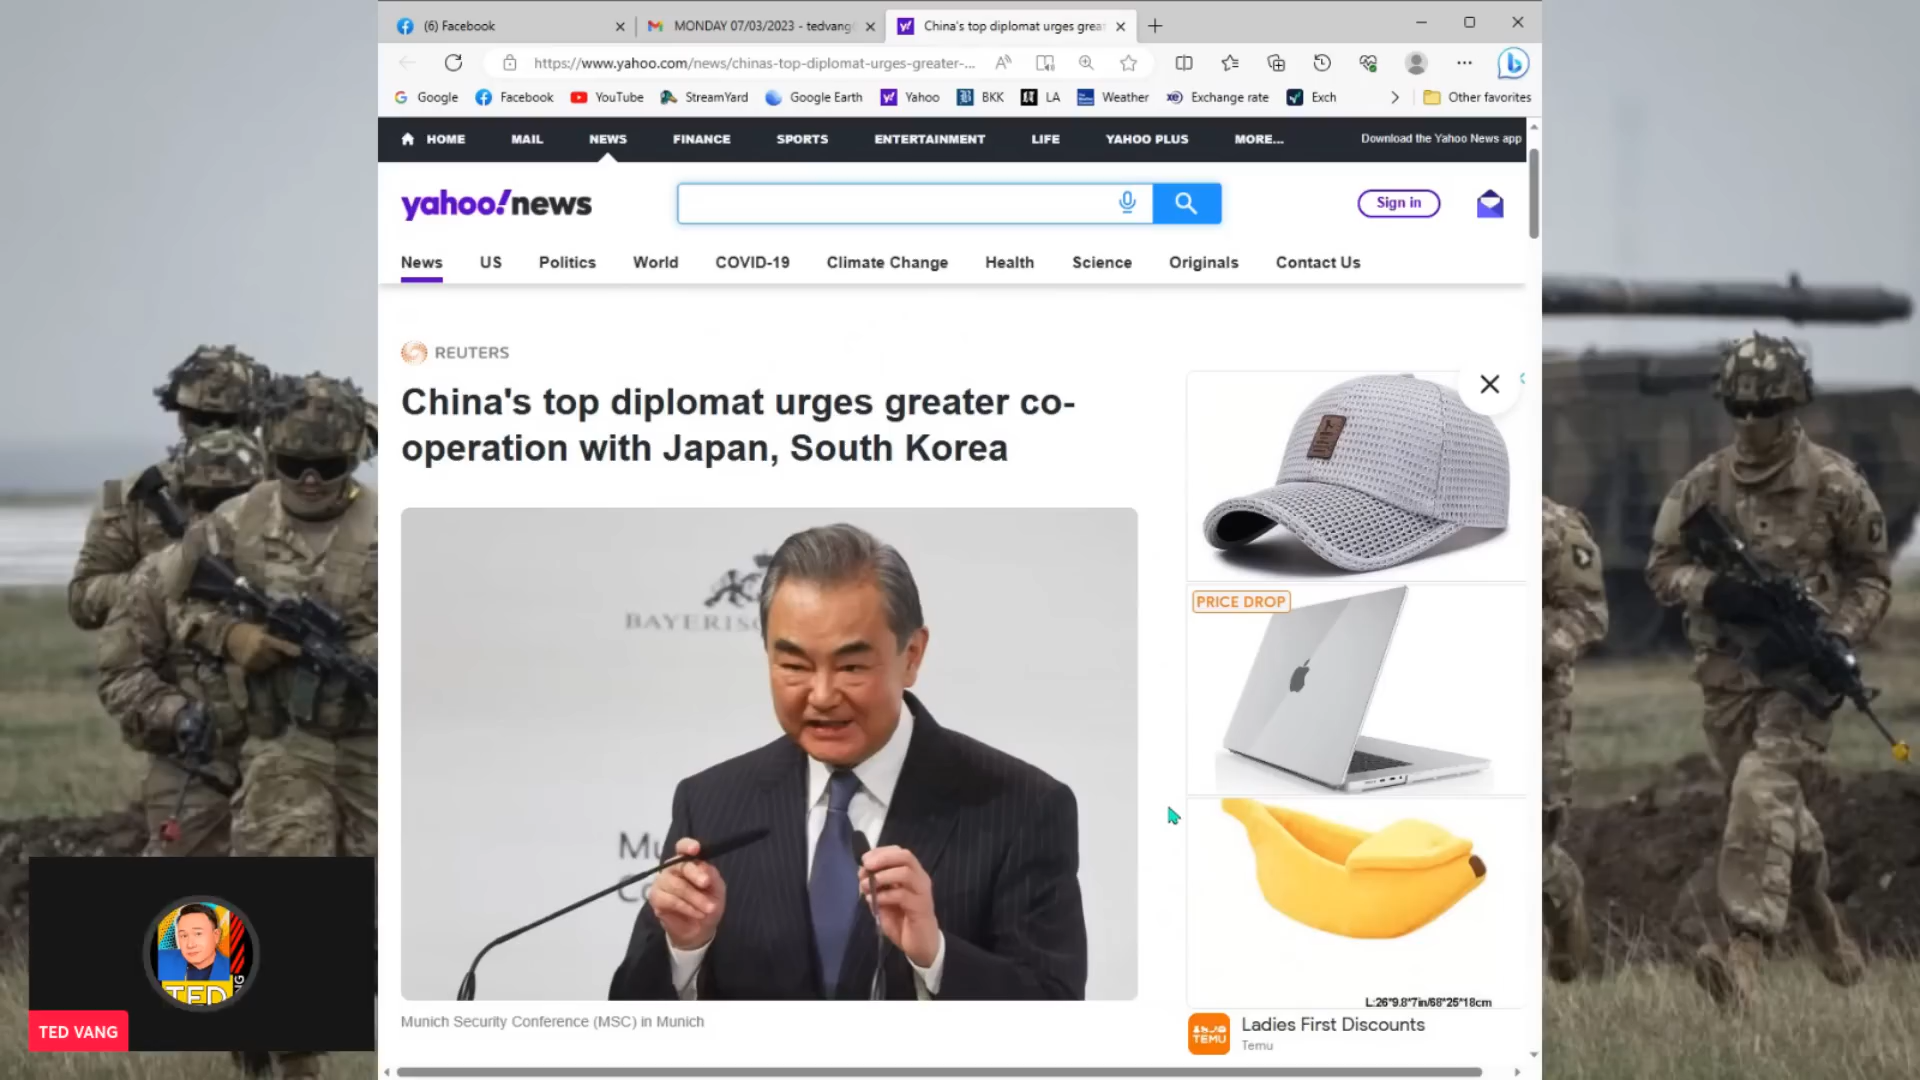 (6) Facebook
MONDAY 07/03/2023 - tedvang
China's top diplomat urges grea
https://www.yahoo.com/news/chinas-top-diplomat-urges-greater-...
Google
Facebook
YouTube
StreamYard
Google Earth
Yahoo
BKK
LA
Weather
Exchange rate
Exch
Other favorites
HOME
MAIL
NEWS
FINANCE
SPORTS
ENTERTAINMENT
LIFE
YAHOO PLUS
MORE...
Download the Yahoo News app
yahoo!news
Sign in
News
US
Politics
World
COVID-19
Climate Change
Health
Science
Originals
Contact Us
REUTERS
China's top diplomat urges greater co-
operation with Japan, South Korea
BAYERISC
Mu
Co
Munich Security Conference (MSC) in Munich
PRICE DROP
L:26*9.8*7in/68*25*18cm
TEMU
Ladies First Discounts
Temu
TED
TED VANG